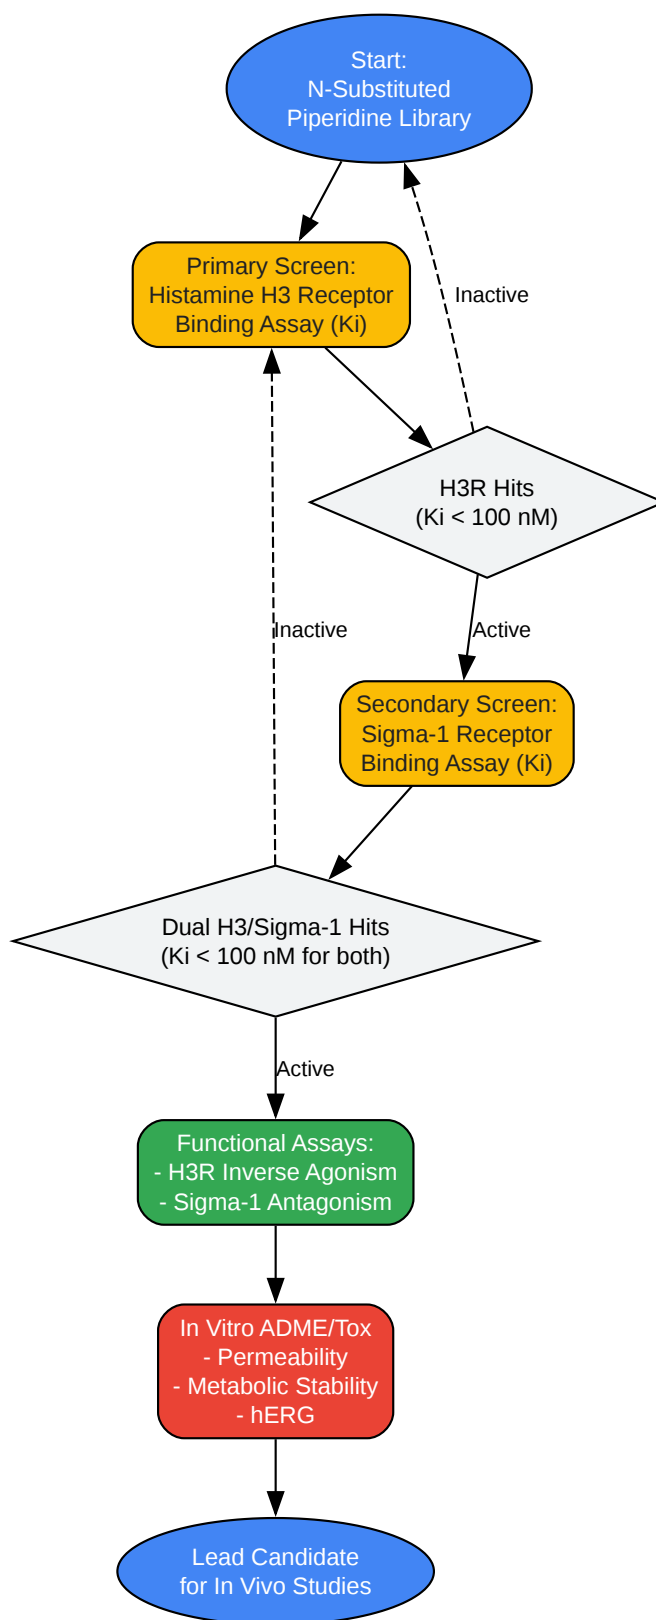 Start:
N-Substituted
Piperidine Library
Primary Screen:
Histamine H3 Receptor
Binding Assay (Ki)
Inactive
H3R Hits
(Ki < 100 nM)
Inactive
Active
Secondary Screen:
Sigma-1 Receptor
Binding Assay (Ki)
Dual H3/Sigma-1 Hits
(Ki < 100 nM for both)
Active
Functional Assays:
- H3R Inverse Agonism
- Sigma-1 Antagonism
In Vitro ADME/Tox
- Permeability
- Metabolic Stability
- hERG
Lead Candidate
for In Vivo Studies